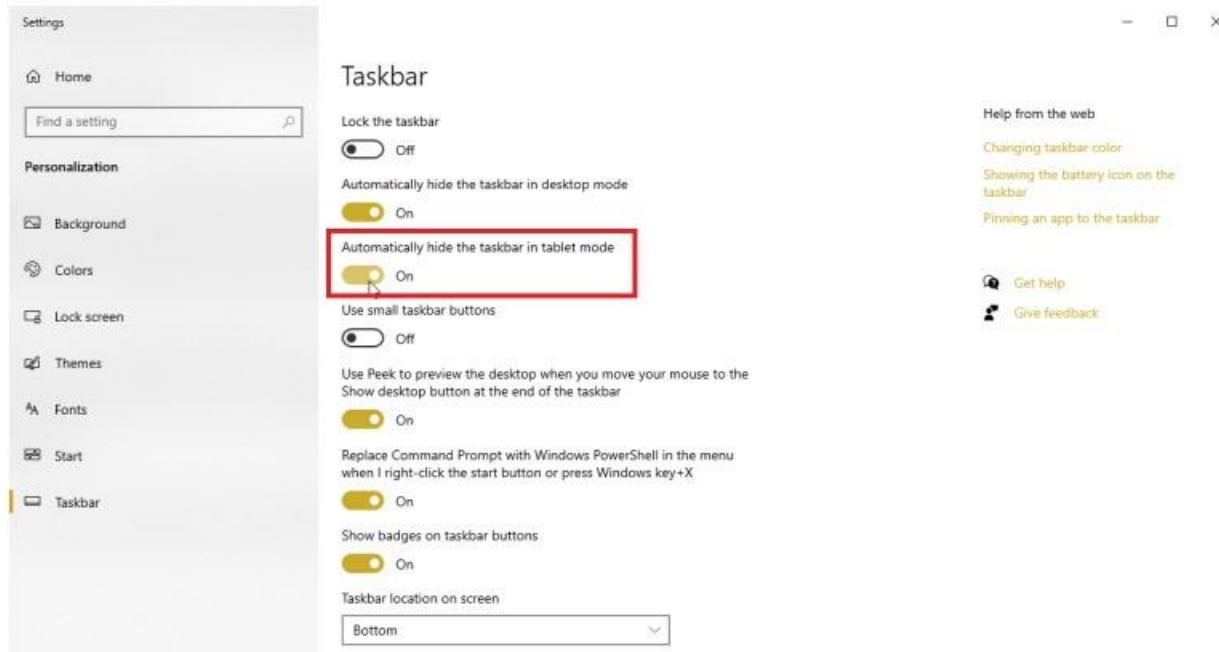 Settings
Home
Find a setting
Personalization
Background
Colors
Lock screen
Themes
Fonts
Start
Taskbar
Taskbar
Lock the taskbar
Off
Automatically hide the taskbar in desktop mode
On
Automatically hide the taskbar in tablet mode
On
Use small taskbar buttons
Off
Use Peek to preview the desktop when you move your mouse to the
Show desktop button at the end of the taskbar
On
Replace Command Prompt with Windows PowerShell in the menu
when I right-click the start button or press Windows key+X
On
Show badges on taskbar buttons
On
Taskbar location on screen
Bottom
Help from the web
Changing taskbar color
Showing the battery icon on the
taskbar
Pinning an app to the taskbar
Get help
Give feedback